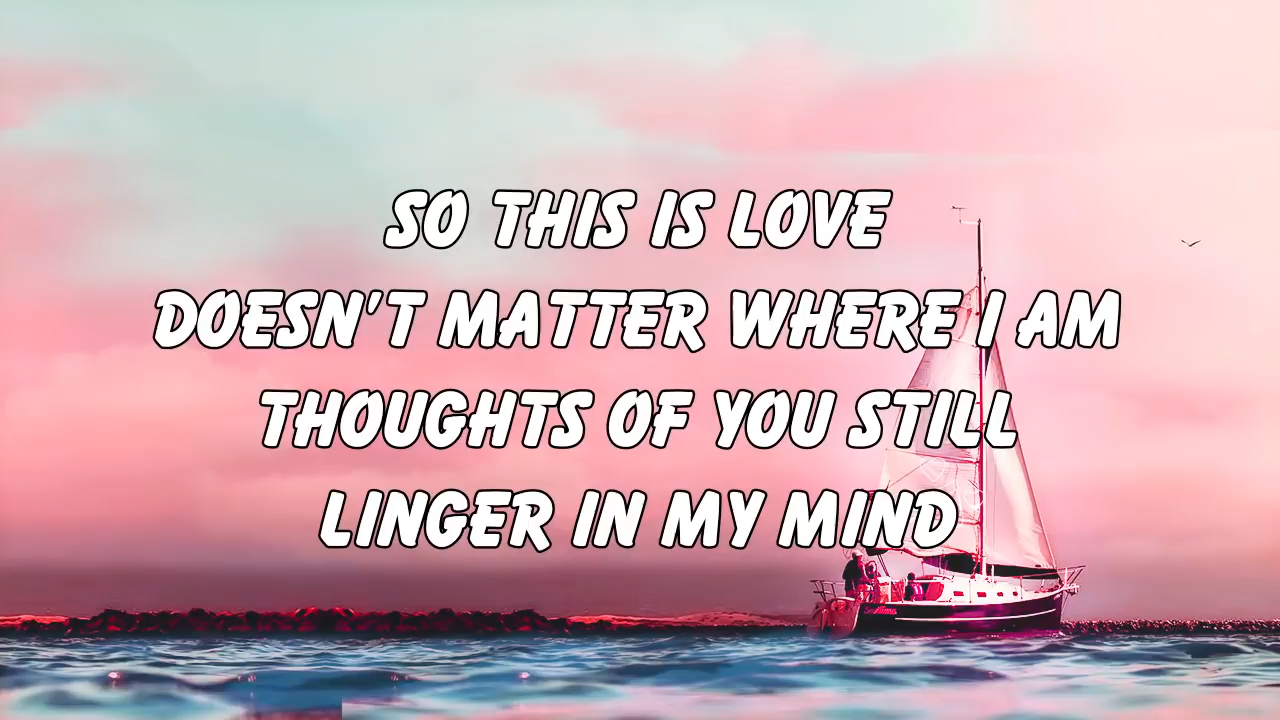 SO THIS IS LOVE
DOESN'T MATTER WHERE I AM
THOUGHTS OF YOU STILL
LINGER IN MY MIND